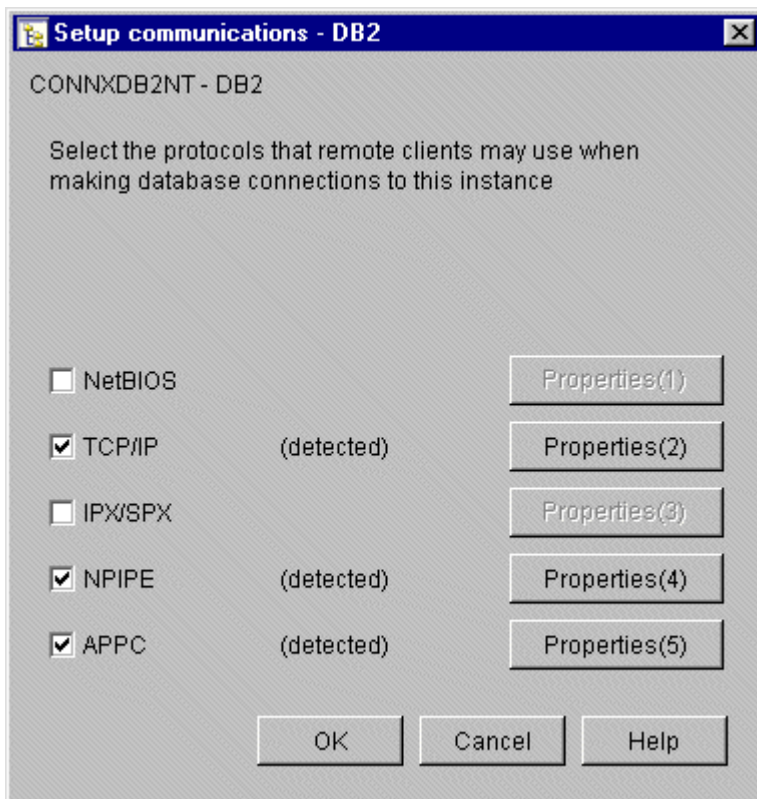 Setup communications - DB2
CONNXDB2NT - DB2
Select the protocols that remote clients may use when
making database connections to this instance
NetBIOS Properties(1)
TCP/IP (detected) Properties(2)
IPX/SPX Properties(3)
NPIPE (detected) Properties(4)
APPC (detected) Properties(5)
OK Cancel Help